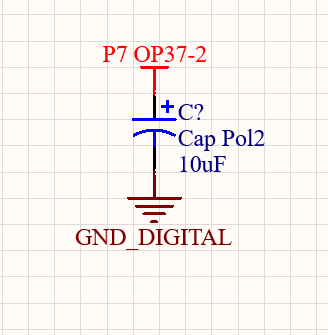 P7 OP37-2
+
C?
Cap Pol2
10uF
GND_DIGITAL